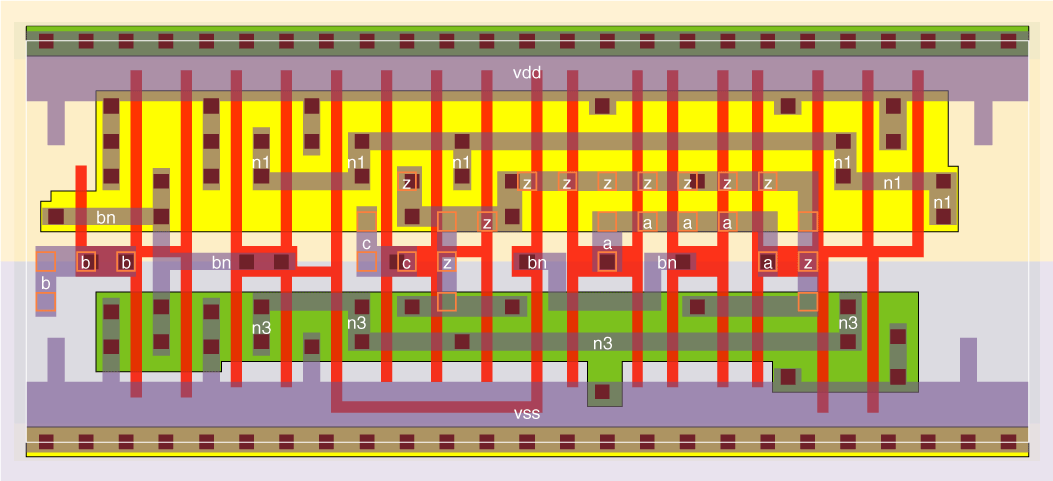 vdd
n1 n1 n1 n1
z z z z z z z z n1
n1
bn z a a a
c a
b b bn c z bn bn a z
b
n3 n3 n3
n3
vss